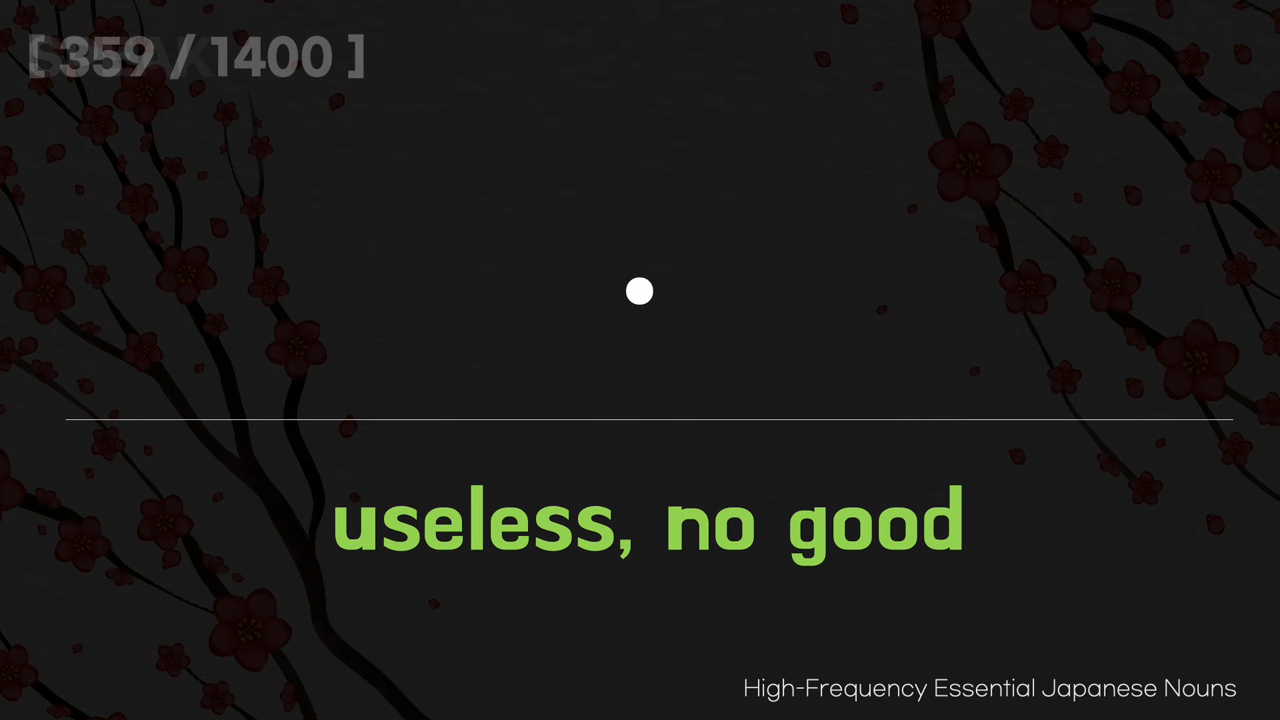 [ 359 / 1400 ]
useless, no good
High-Frequency Essential Japanese Nouns